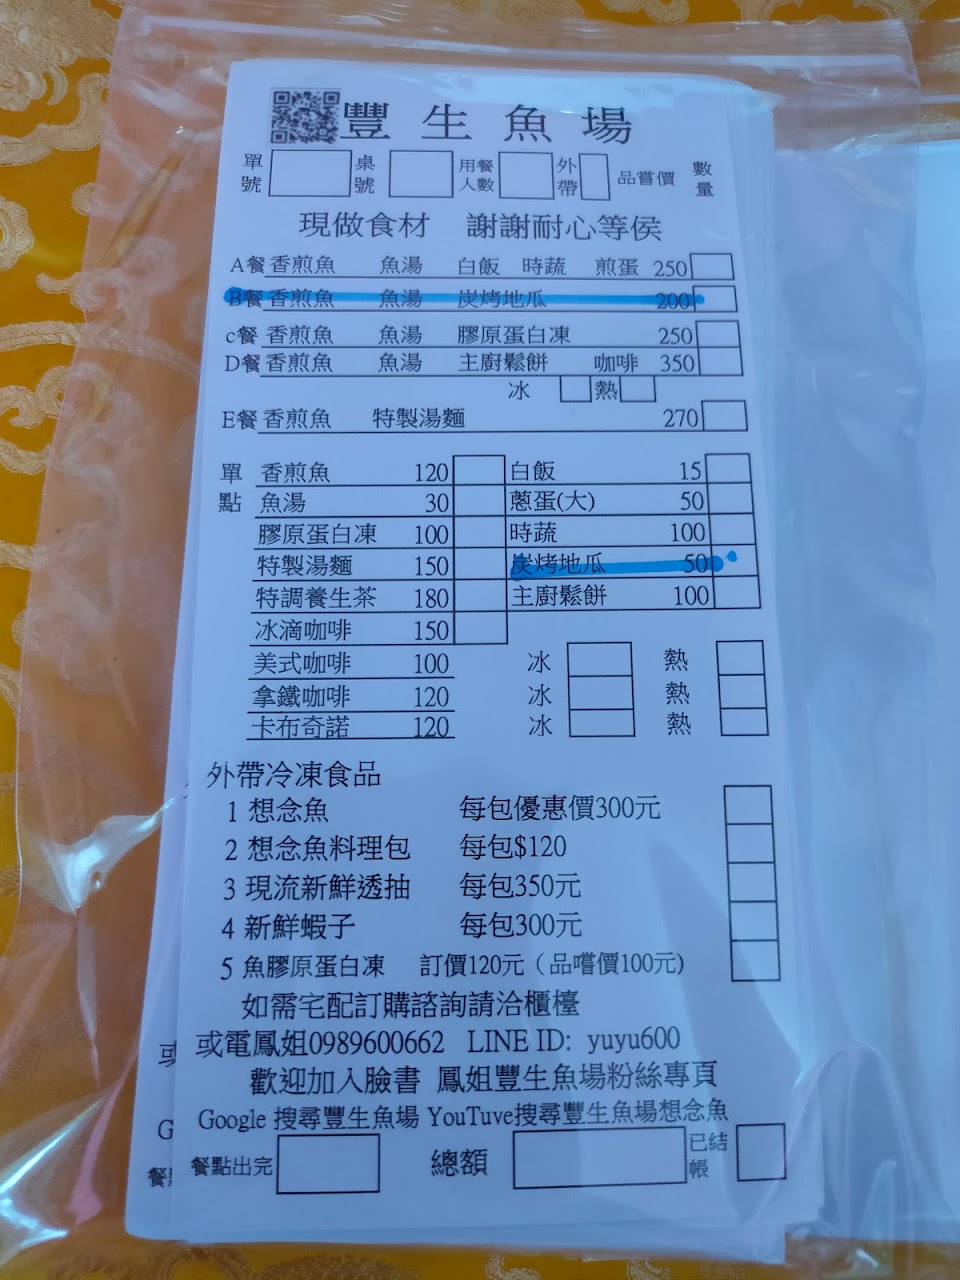 豐生魚場
單號 桌號 用餐人數 外帶 品嘗價 數量
現做食材 謝謝耐心等侯
A餐 香煎魚 魚湯 白飯 時蔬 煎蛋 250
B餐 香煎魚 魚湯 炭烤地瓜 200
c餐 香煎魚 魚湯 膠原蛋白凍 250
D餐 香煎魚 魚湯 主廚鬆餅 咖啡 350
冰 熱
E餐 香煎魚 特製湯麵 270
單點
香煎魚 120 白飯 15
魚湯 30 蔥蛋(大) 50
膠原蛋白凍 100 時蔬 100
特製湯麵 150 炭烤地瓜 50
特調養生茶 180 主廚鬆餅 100
冰滴咖啡 150
美式咖啡 100 冰 熱
拿鐵咖啡 120 冰 熱
卡布奇諾 120 冰 熱
外帶冷凍食品
1 想念魚 每包優惠價300元
2 想念魚料理包 每包$120
3 現流新鮮透抽 每包350元
4 新鮮蝦子 每包300元
5 魚膠原蛋白凍 訂價120元（品嚐價100元)
如需宅配訂購諮詢請洽櫃檯
或電鳳姐0989600662 LINE ID: yuyu600
歡迎加入臉書 鳳姐豐生魚場粉絲專頁
Google 搜尋豐生魚場 YouTuve搜尋豐生魚場想念魚
餐點出完 總額 已結帳